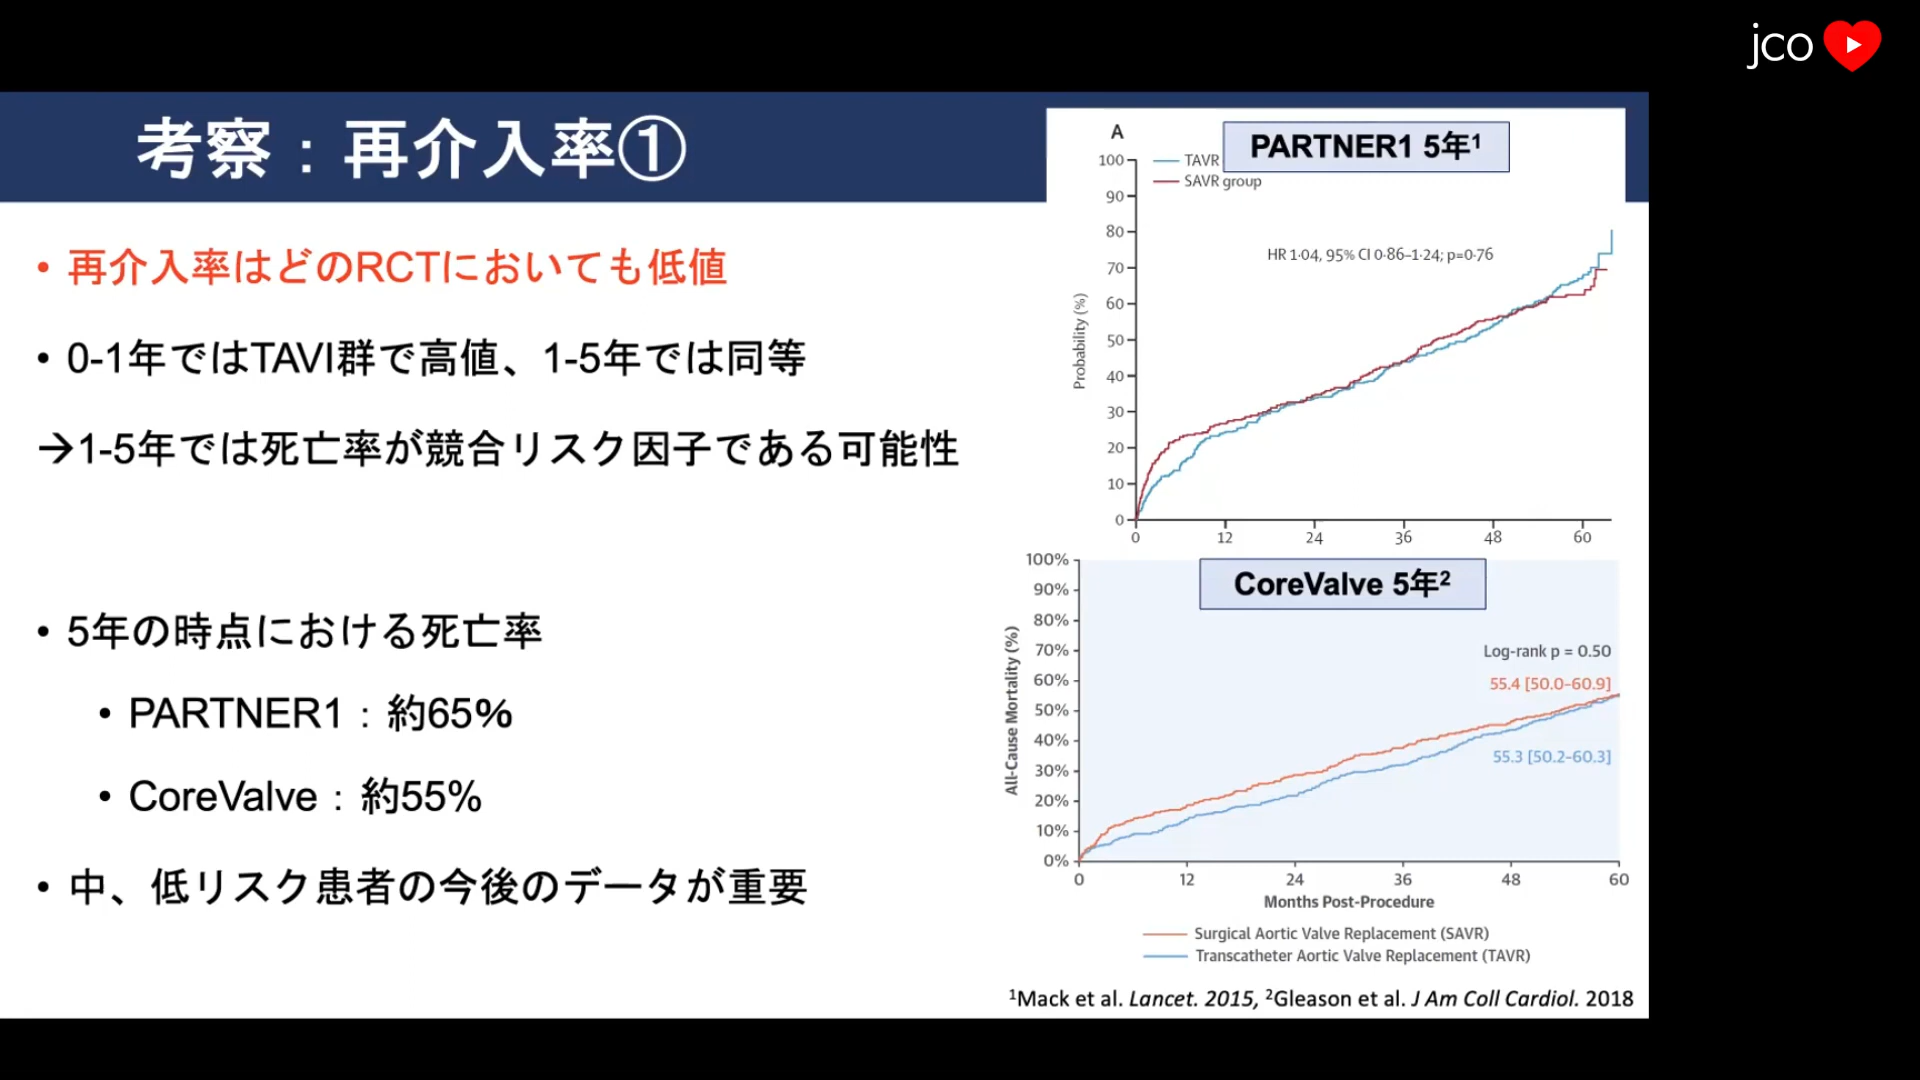 jco
考察：再介入率①
・再介入率はどのRCTにおいても低値
・0-1年ではTAVI群で高値、1-5年では同等
→1-5年では死亡率が競合リスク因子である可能性
・5年の時点における死亡率
・PARTNER1：約65%
・CoreValve：約55%
・中、低リスク患者の今後のデータが重要
A
PARTNER1 5年¹
TAVR
SAVR group
HR 1·04, 95% CI 0·86–1·24; p=0·76
Probability (%)
100
90
80
70
60
50
40
30
20
10
0
0 12 24 36 48 60
CoreValve 5年²
Log-rank p = 0.50
55.4 [50.0–60.9]
55.3 [50.2–60.3]
All-Cause Mortality (%)
100%
90%
80%
70%
60%
50%
40%
30%
20%
10%
0%
0 12 24 36 48 60
Months Post-Procedure
Surgical Aortic Valve Replacement (SAVR)
Transcatheter Aortic Valve Replacement (TAVR)
¹Mack et al. Lancet. 2015, ²Gleason et al. J Am Coll Cardiol. 2018